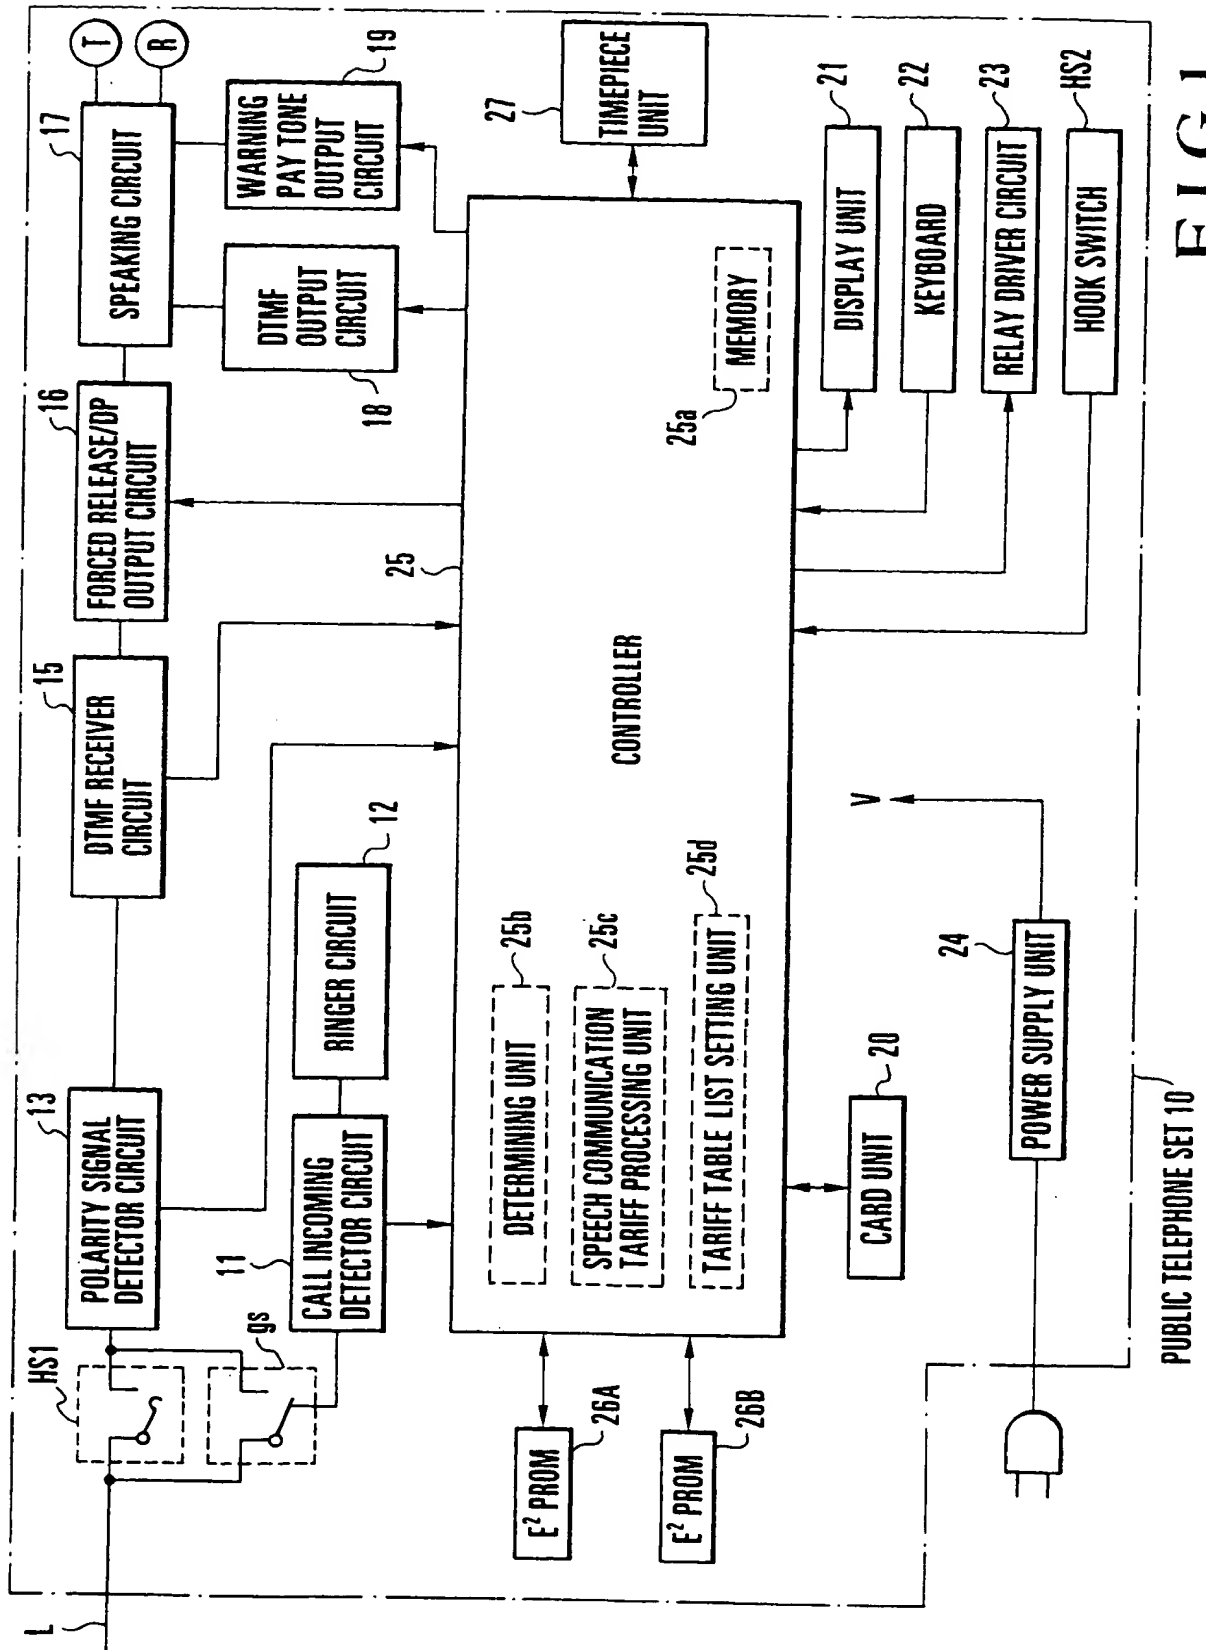 L
HS1
gs
13
POLARITY SIGNAL
DETECTOR CIRCUIT
15
DTMF RECEIVER
CIRCUIT
16
FORCED RELEASE/DP
OUTPUT CIRCUIT
17
SPEAKING CIRCUIT
T
R
11
CALL INCOMING
DETECTOR CIRCUIT
12
RINGER CIRCUIT
18
DTMF
OUTPUT
CIRCUIT
19
WARNING
PAY TONE
OUTPUT
CIRCUIT
25
CONTROLLER
25b
DETERMINING UNIT
25c
SPEECH COMMUNICATION
TARIFF PROCESSING UNIT
25d
TARIFF TABLE LIST SETTING UNIT
25a
MEMORY
27
TIMEPIECE
UNIT
E² PROM
26A
E² PROM
26B
CARD UNIT
20
DISPLAY UNIT
21
KEYBOARD
22
RELAY DRIVER CIRCUIT
23
HOOK SWITCH
HS2
24
POWER SUPPLY UNIT
V
PUBLIC TELEPHONE SET 10
FIG.1